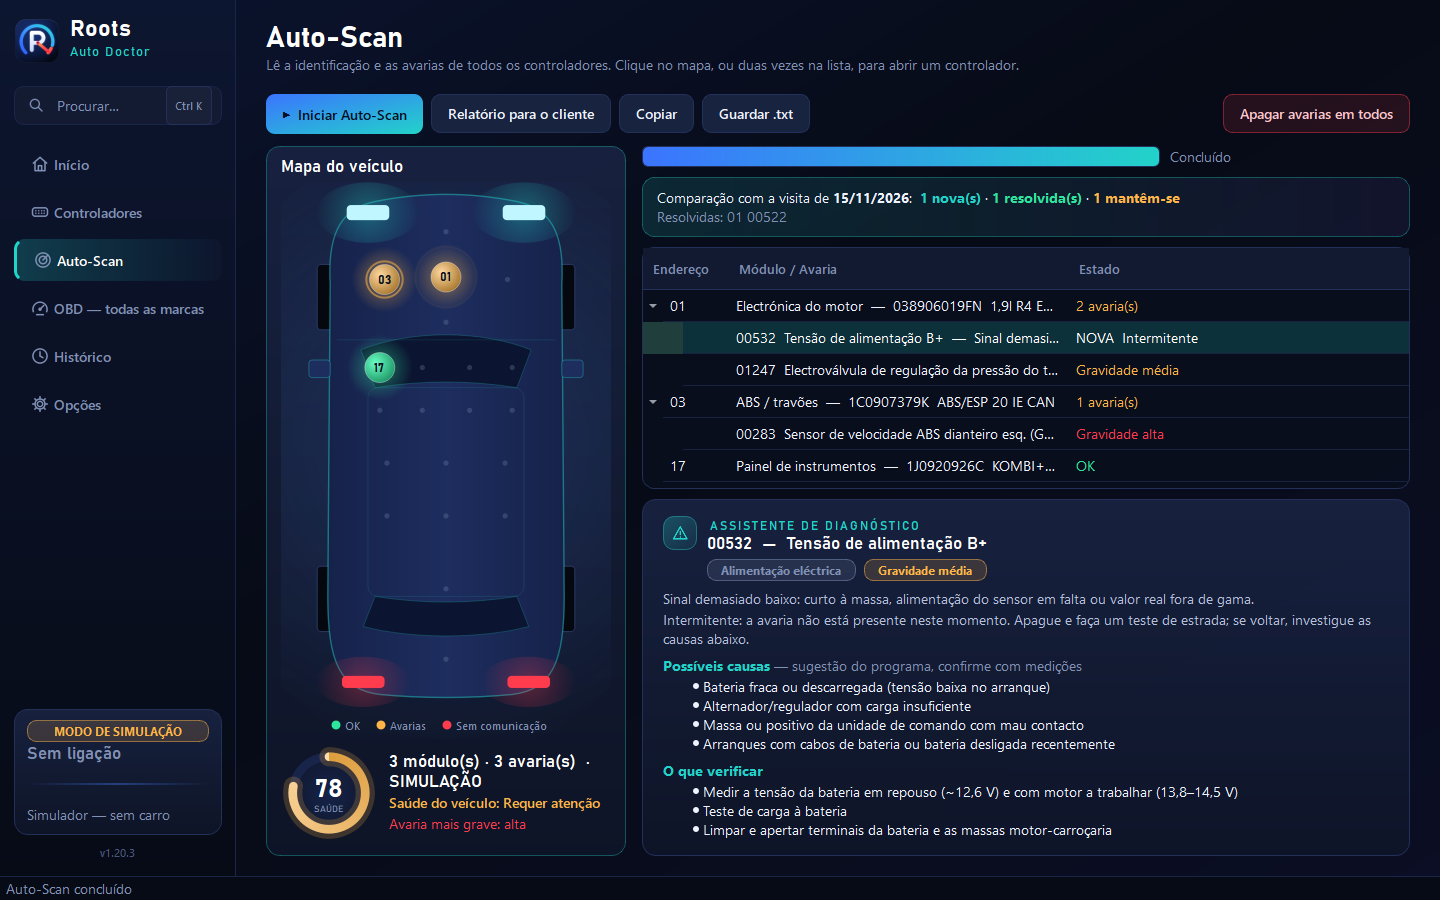 Roots
Auto Doctor
Procurar...
Ctrl K
Início
Controladores
Auto-Scan
OBD — todas as marcas
Histórico
Opções
MODO DE SIMULAÇÃO
Sem ligação
Simulador — sem carro
v1.20.3
Auto-Scan concluído
Auto-Scan
Lê a identificação e as avarias de todos os controladores. Clique no mapa, ou duas vezes na lista, para abrir um controlador.
Iniciar Auto-Scan
Relatório para o cliente
Copiar
Guardar .txt
Apagar avarias em todos
Mapa do veículo
03
01
17
OK
Avarias
Sem comunicação
78
SAÚDE
3 módulo(s) · 3 avaria(s) ·
SIMULAÇÃO
Saúde do veículo: Requer atenção
Avaria mais grave: alta
Concluído
Comparação com a visita de 15/11/2026: 1 nova(s) · 1 resolvida(s) · 1 mantêm-se
Resolvidas: 01 00522
Endereço Módulo / Avaria Estado
01 Electrónica do motor — 038906019FN 1,9l R4 E... 2 avaria(s)
00532 Tensão de alimentação B+ — Sinal demasi... NOVA Intermitente
01247 Electroválvula de regulação da pressão do t... Gravidade média
03 ABS / travões — 1C0907379K ABS/ESP 20 IE CAN 1 avaria(s)
00283 Sensor de velocidade ABS dianteiro esq. (G... Gravidade alta
17 Painel de instrumentos — 1J0920926C KOMBI+... OK
ASSISTENTE DE DIAGNÓSTICO
00532 — Tensão de alimentação B+
Alimentação eléctrica
Gravidade média
Sinal demasiado baixo: curto à massa, alimentação do sensor em falta ou valor real fora de gama.
Intermitente: a avaria não está presente neste momento. Apague e faça um teste de estrada; se voltar, investigue as
causas abaixo.
Possíveis causas — sugestão do programa, confirme com medições
• Bateria fraca ou descarregada (tensão baixa no arranque)
• Alternador/regulador com carga insuficiente
• Massa ou positivo da unidade de comando com mau contacto
• Arranques com cabos de bateria ou bateria desligada recentemente
O que verificar
• Medir a tensão da bateria em repouso (~12,6 V) e com motor a trabalhar (13,8–14,5 V)
• Teste de carga à bateria
• Limpar e apertar terminais da bateria e as massas motor-carroçaria